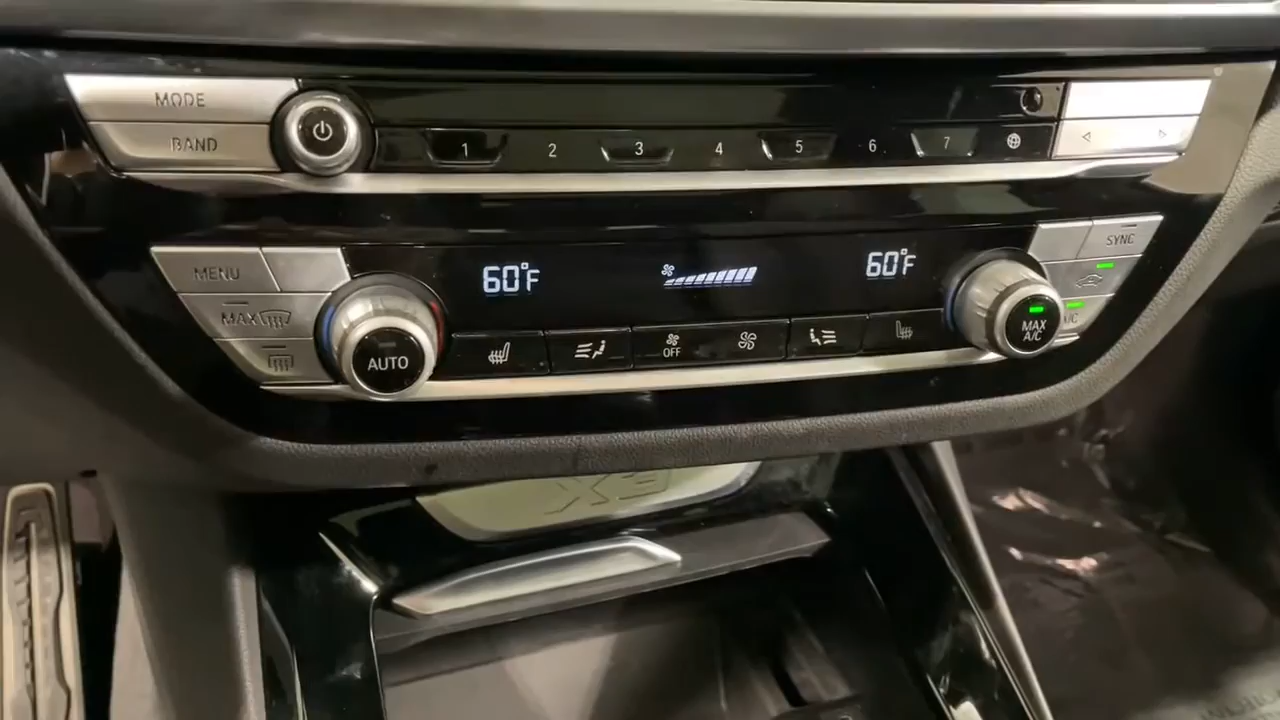 MODE
BAND
1 2 3 4 5 6 7
MENU
60°F
60°F
SYNC
MAX
AUTO
OFF
MAX
A/C
A/C
X3